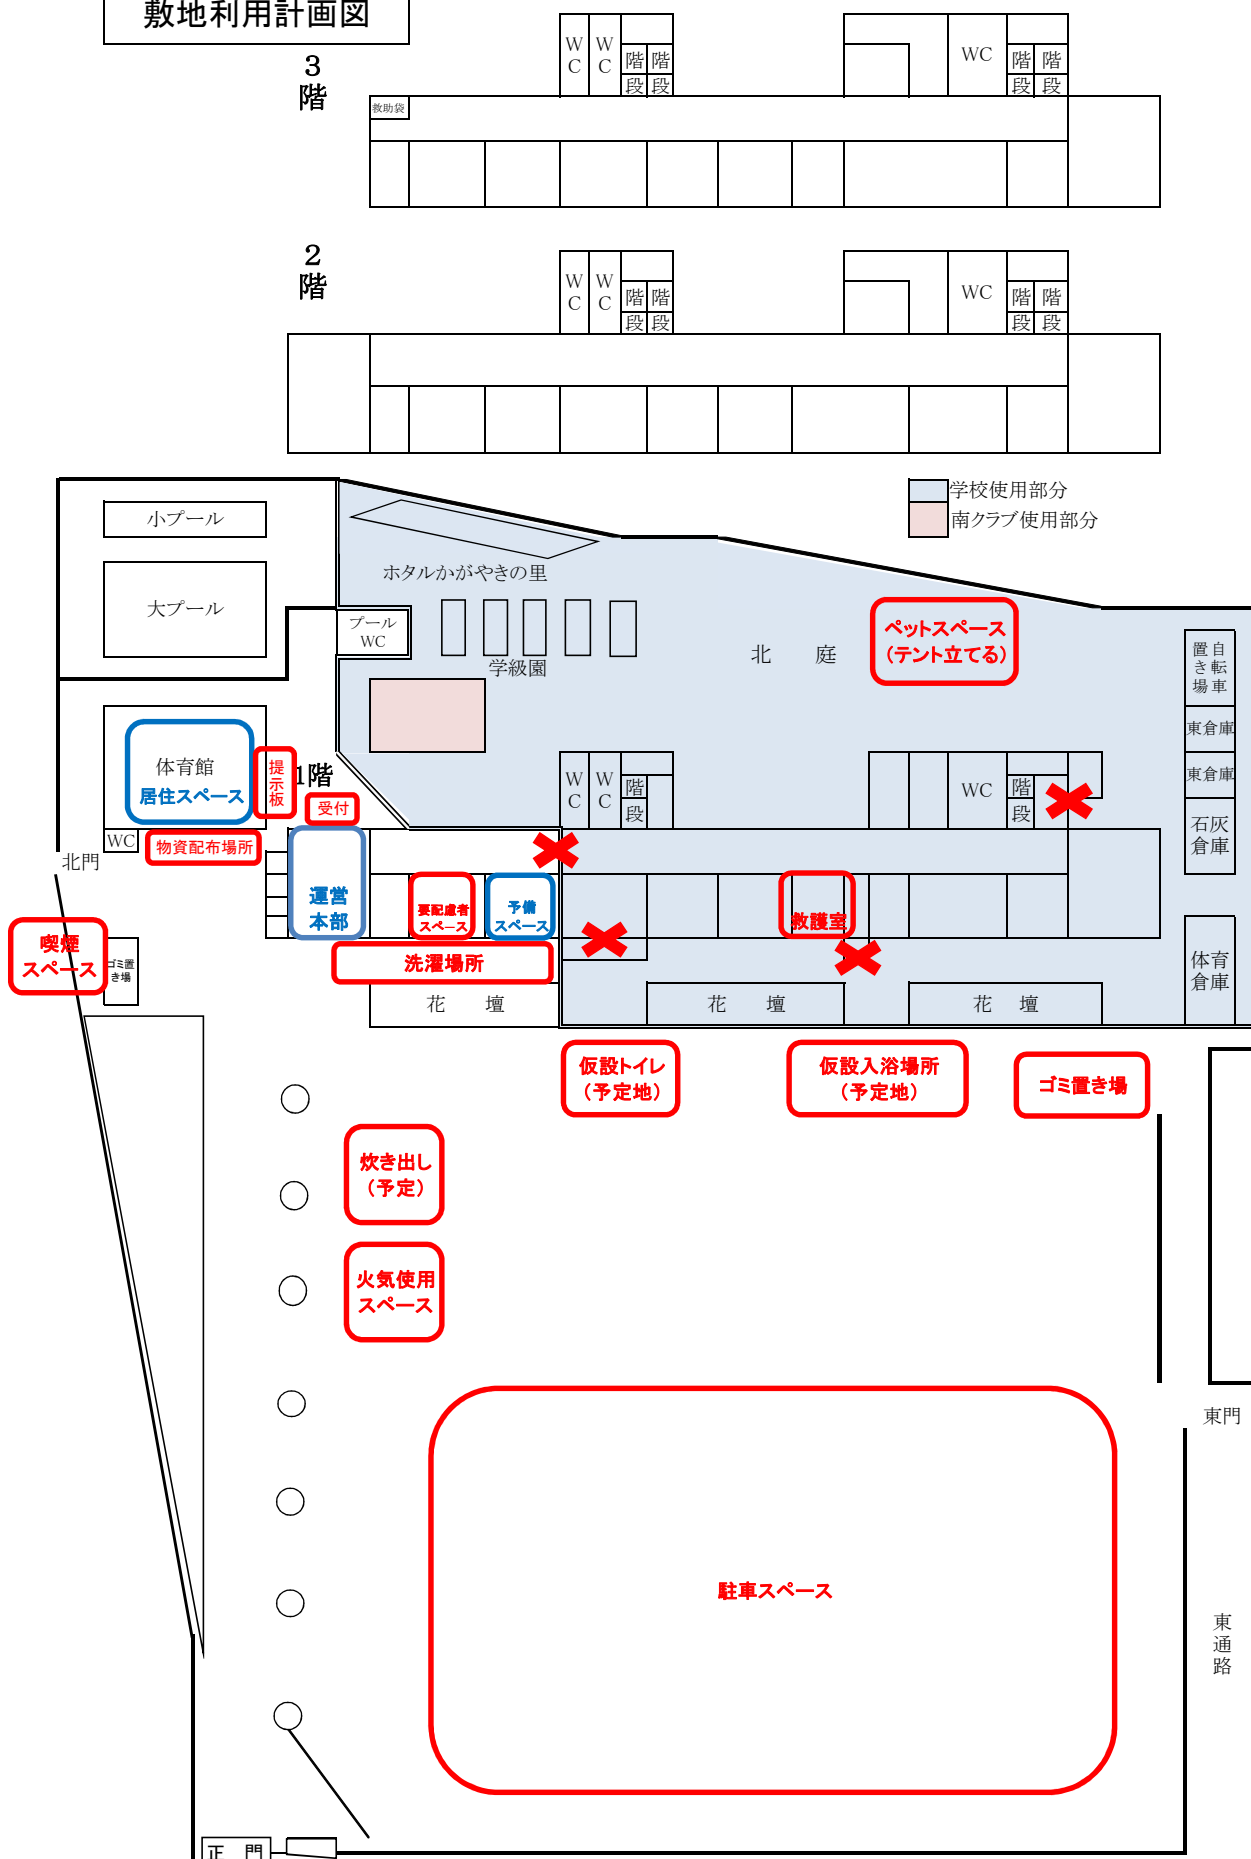 敷地利用計画図
3
階
WC
WC
階段
階段
WC
階段
階段
救助袋
2
階
WC
WC
階段
階段
WC
階段
階段
学校使用部分
南クラブ使用部分
小プール
大プール
ホタルかがやきの里
プール
WC
学級園
北 庭
ペットスペース
（テント立てる）
自転車
置き場
東倉庫
東倉庫
石灰
倉庫
体育
倉庫
体育館
居住スペース
提示板
1階
受付
WC
物資配布場所
北門
WC
WC
階段
WC
階段
運営
本部
要配慮者
スペース
予備
スペース
救護室
喫煙
スペース
ゴミ置
き場
洗濯場所
花 壇
花 壇
花 壇
仮設トイレ
（予定地）
仮設入浴場所
（予定地）
ゴミ置き場
炊き出し
（予定）
火気使用
スペース
東門
駐車スペース
東通路
正 門